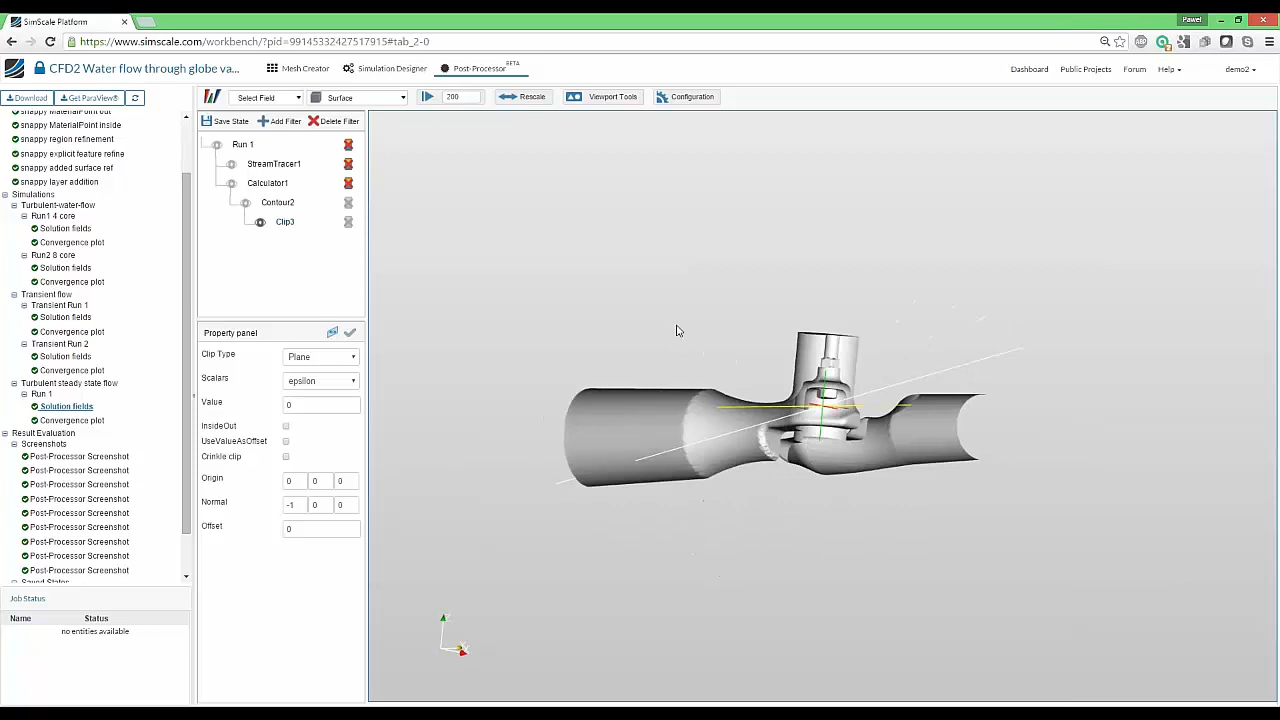 SimScale Platform
Pawel
https://www.simscale.com/workbench/?pid=99145332427517915#tab_2-0
CFD2 Water flow through globe va...
Mesh Creator
Simulation Designer
Post-Processor BETA
Dashboard
Public Projects
Forum
Help
demo2
Download
Get ParaView®
Select Field
Surface
200
Rescale
Viewport Tools
Configuration
snappy MaterialPoint out
snappy MaterialPoint inside
snappy region refinement
snappy explicit feature refine
snappy added surface ref
snappy layer addition
Simulations
Turbulent-water-flow
Run1 4 core
Solution fields
Convergence plot
Run2 8 core
Solution fields
Convergence plot
Transient flow
Transient Run 1
Solution fields
Convergence plot
Transient Run 2
Solution fields
Convergence plot
Turbulent steady state flow
Run 1
Solution fields
Convergence plot
Result Evaluation
Screenshots
Post-Processor Screenshot
Post-Processor Screenshot
Post-Processor Screenshot
Post-Processor Screenshot
Post-Processor Screenshot
Post-Processor Screenshot
Post-Processor Screenshot
Post-Processor Screenshot
Post-Processor Screenshot
Saved States
Job Status
Name Status
no entities available
Save State
Add Filter
Delete Filter
Run 1
StreamTracer1
Calculator1
Contour2
Clip3
Property panel
Clip Type Plane
Scalars epsilon
Value 0
InsideOut
UseValueAsOffset
Crinkle clip
Origin 0 0 0
Normal -1 0 0
Offset 0